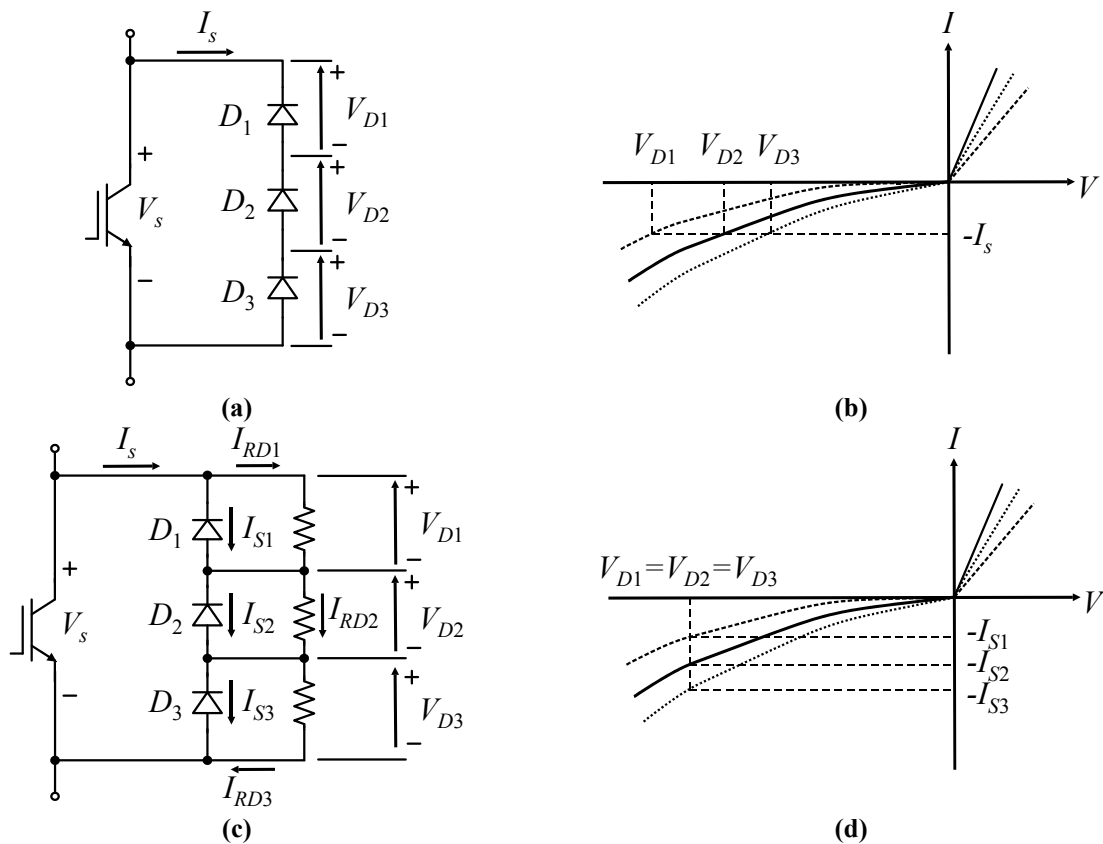 I_s
+
V_D1
−
D_1
+
V_s
−
D_2
+
V_D2
−
D_3
+
V_D3
−
(a)
I
V_D1 V_D2 V_D3
V
-I_s
(b)
I_s I_RD1
+
V_D1
−
D_1 I_S1
+
V_s
−
D_2 I_S2 I_RD2
+
V_D2
−
D_3 I_S3
+
V_D3
−
I_RD3
(c)
I
V_D1=V_D2=V_D3
V
-I_S1
-I_S2
-I_S3
(d)